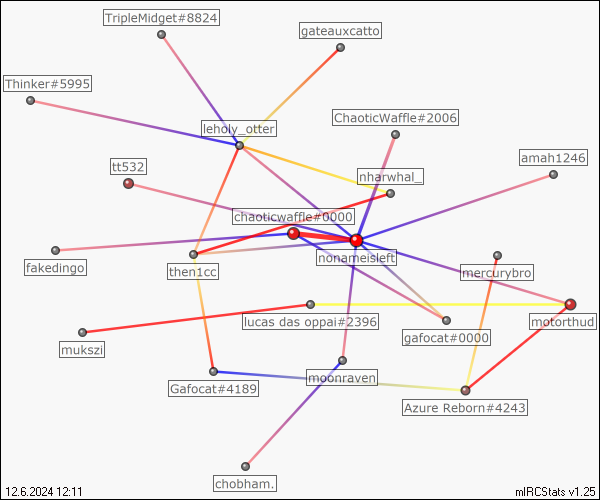 TripleMidget#8824
gateauxcatto
Thinker#5995
ChaoticWaffle#2006
leholy_otter
amah1246
tt532
nharwhal_
chaoticwaffle#0000
nonameisleft
fakedingo
then1cc
mercurybro
lucas das oppai#2396
motorthud
gafocat#0000
mukszi
moonraven
Gafocat#4189
Azure Reborn#4243
chobham.
12.6.2024 12:11
mIRCStats v1.25